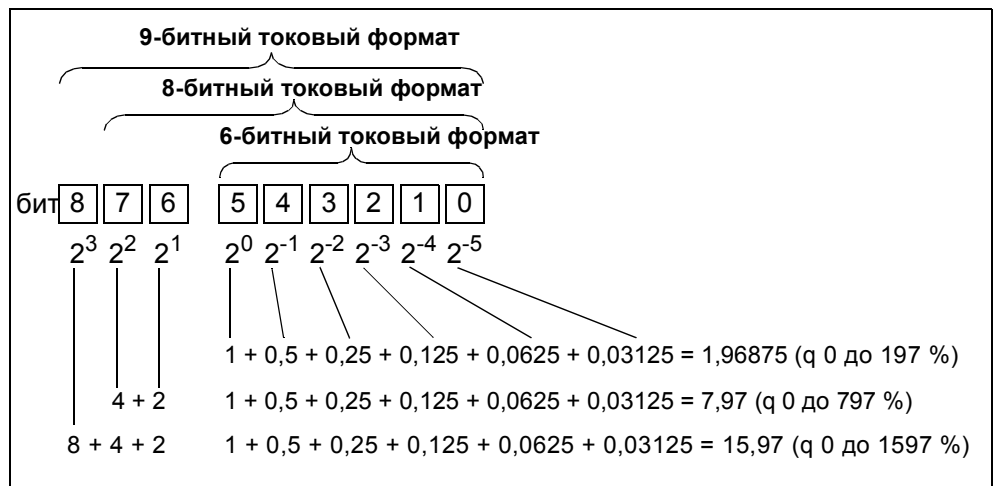 9-битный токовый формат
8-битный токовый формат
6-битный токовый формат
бит 8 7 6 5 4 3 2 1 0
2³ 2² 2¹ 2⁰ 2⁻¹ 2⁻² 2⁻³ 2⁻⁴ 2⁻⁵
1 + 0,5 + 0,25 + 0,125 + 0,0625 + 0,03125 = 1,96875 (q 0 до 197 %)
4 + 2 1 + 0,5 + 0,25 + 0,125 + 0,0625 + 0,03125 = 7,97 (q 0 до 797 %)
8 + 4 + 2 1 + 0,5 + 0,25 + 0,125 + 0,0625 + 0,03125 = 15,97 (q 0 до 1597 %)